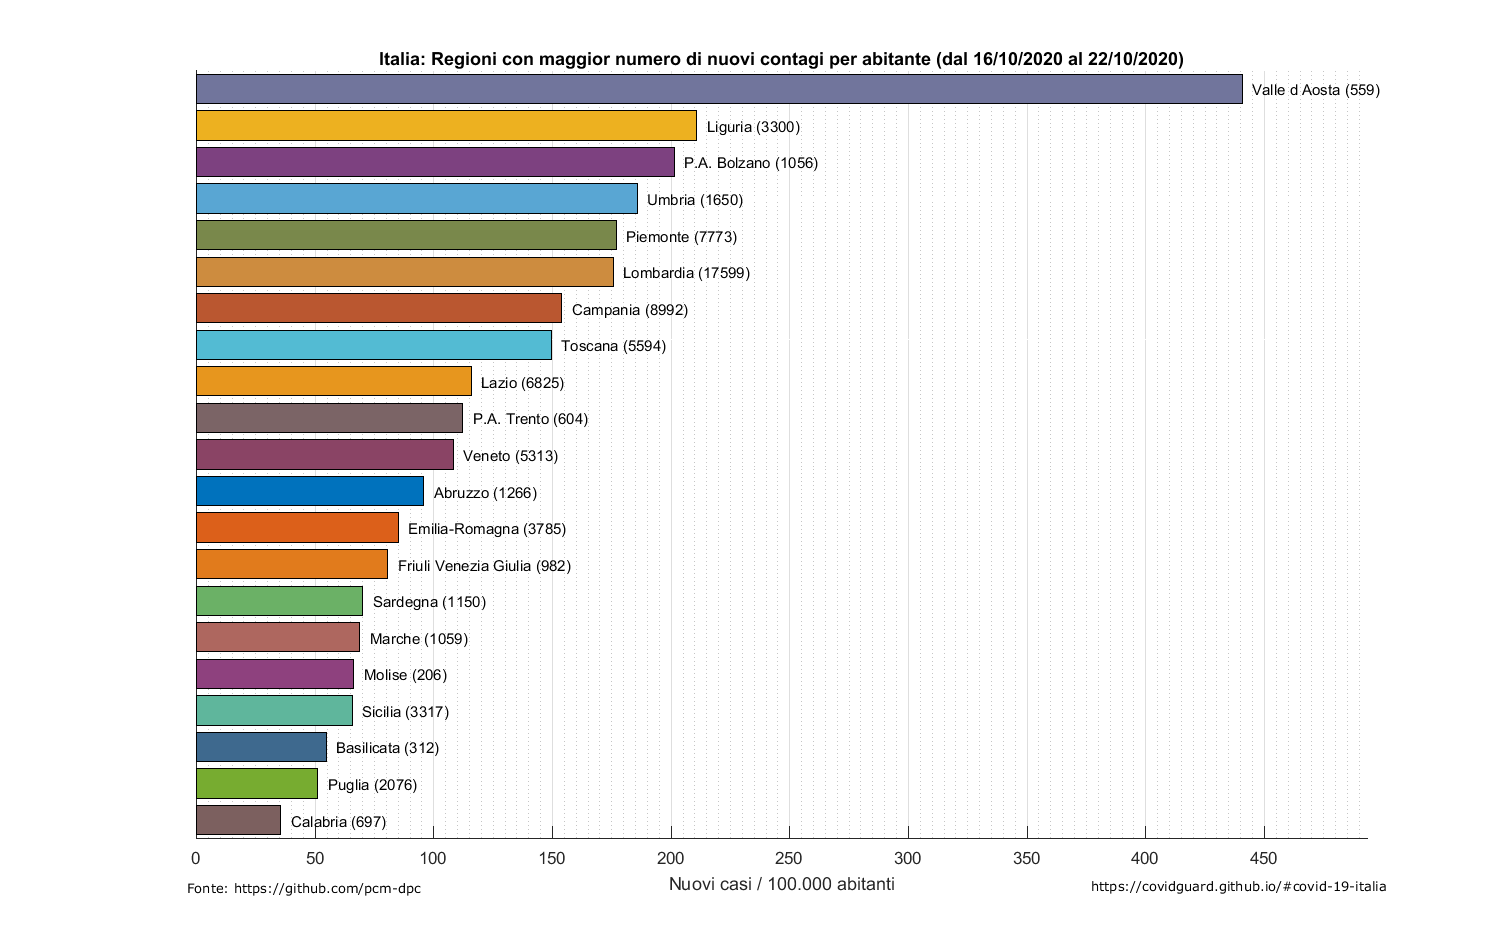 Italia: Regioni con maggior numero di nuovi contagi per abitante (dal 16/10/2020 al 22/10/2020)
Valle d Aosta (559)
Liguria (3300)
P.A. Bolzano (1056)
Umbria (1650)
Piemonte (7773)
Lombardia (17599)
Campania (8992)
Toscana (5594)
Lazio (6825)
P.A. Trento (604)
Veneto (5313)
Abruzzo (1266)
Emilia-Romagna (3785)
Friuli Venezia Giulia (982)
Sardegna (1150)
Marche (1059)
Molise (206)
Sicilia (3317)
Basilicata (312)
Puglia (2076)
Calabria (697)
0 50 100 150 200 250 300 350 400 450
Nuovi casi / 100.000 abitanti
Fonte: https://github.com/pcm-dpc
https://covidguard.github.io/#covid-19-italia